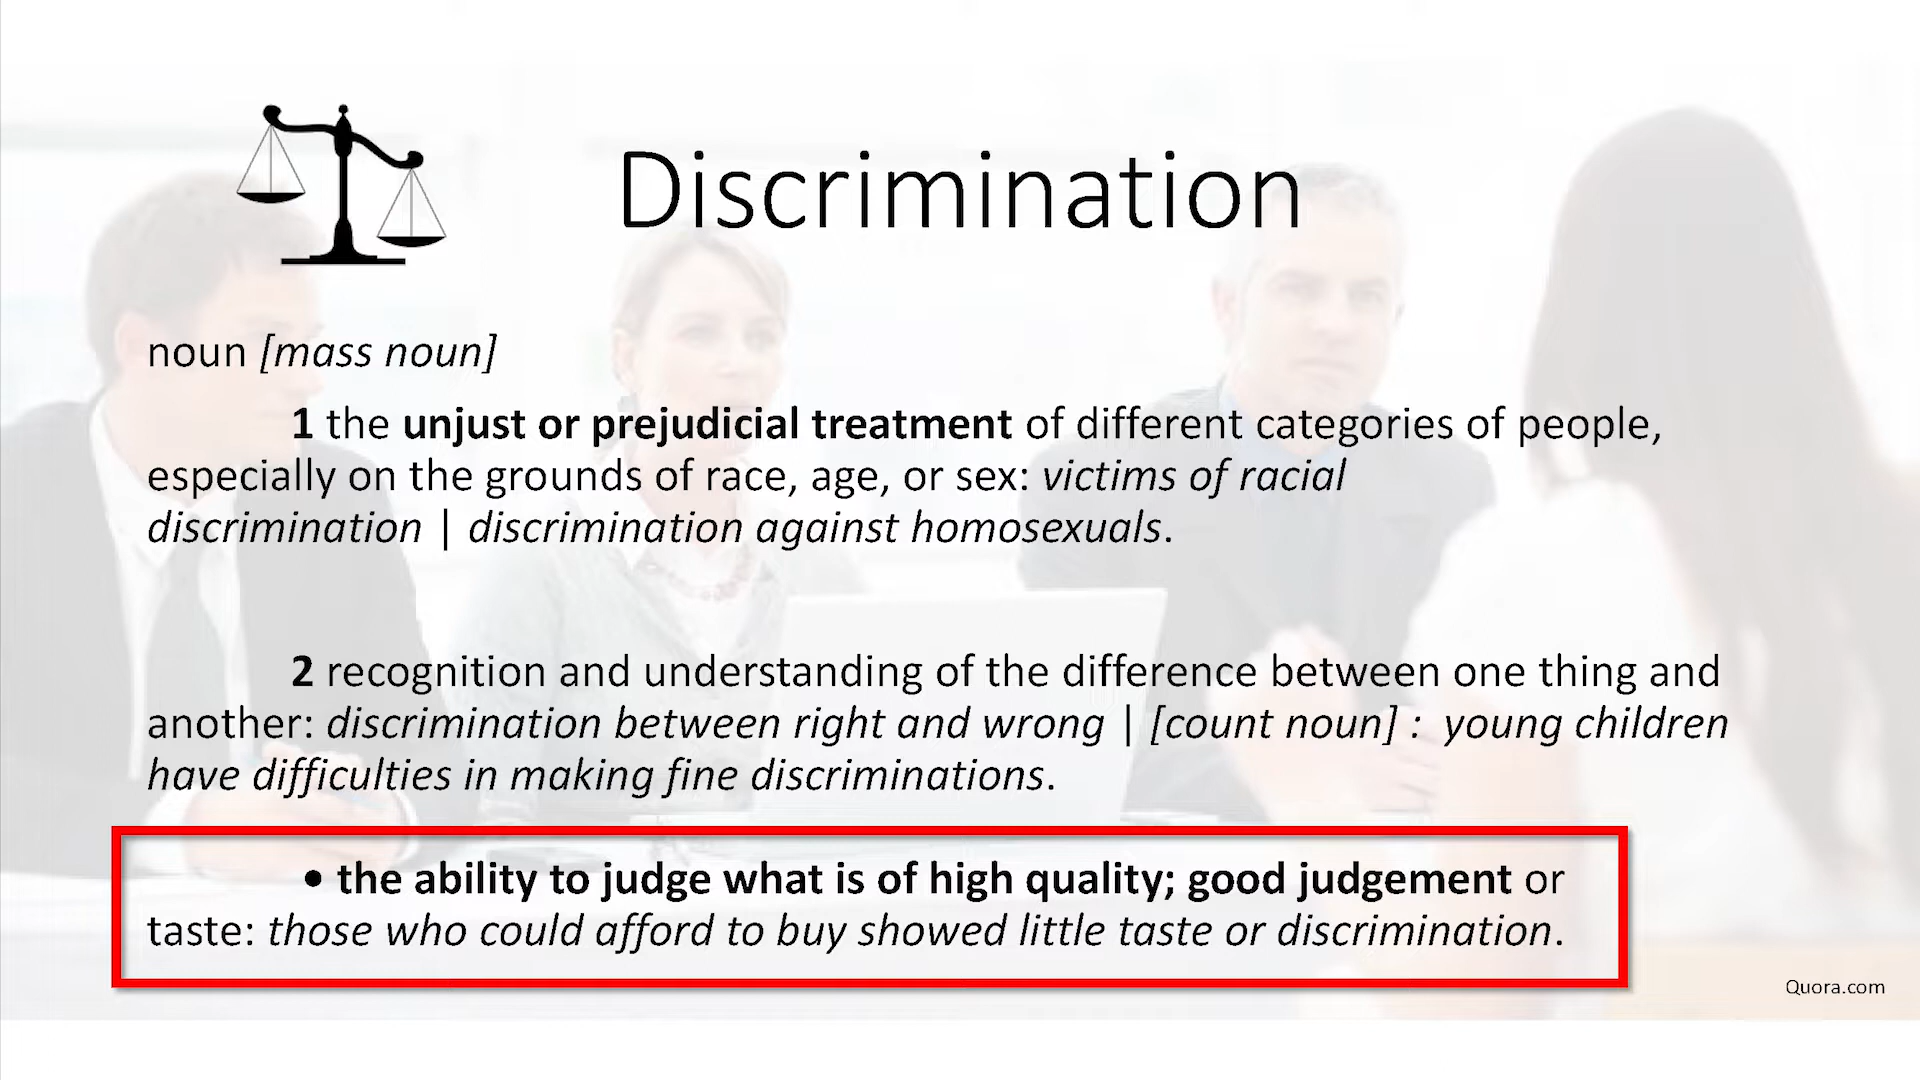 Discrimination
noun [mass noun]
1 the unjust or prejudicial treatment of different categories of people,
especially on the grounds of race, age, or sex: victims of racial
discrimination | discrimination against homosexuals.
2 recognition and understanding of the difference between one thing and
another: discrimination between right and wrong | [count noun] : young children
have difficulties in making fine discriminations.
• the ability to judge what is of high quality; good judgement or
taste: those who could afford to buy showed little taste or discrimination.
Quora.com